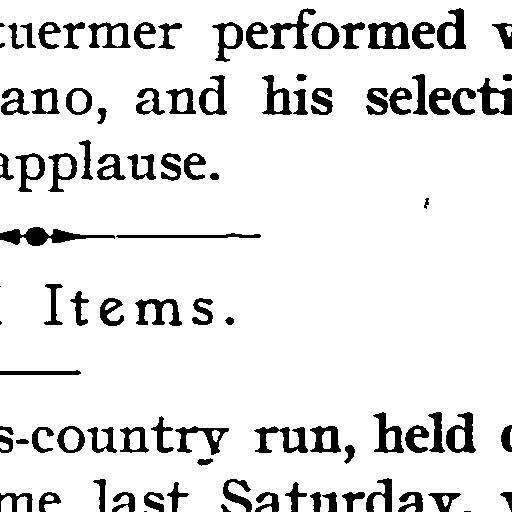 tuermer performed
ano, and his selecti
applause.
Items.
s-country run, held
me last Saturday,